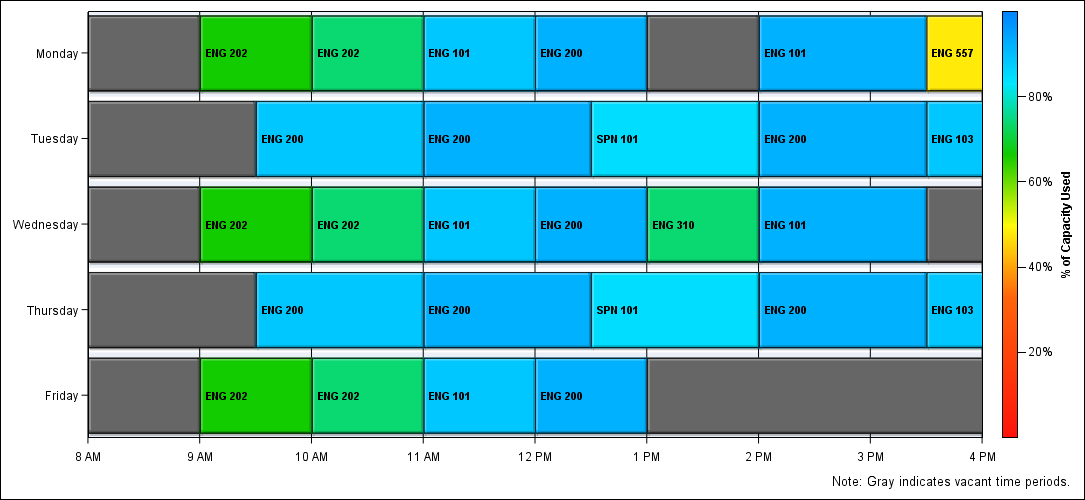 Monday
ENG 202
ENG 202
ENG 101
ENG 200
ENG 101
ENG 557
Tuesday
ENG 200
ENG 200
SPN 101
ENG 200
ENG 103
Wednesday
ENG 202
ENG 202
ENG 101
ENG 200
ENG 310
ENG 101
Thursday
ENG 200
ENG 200
SPN 101
ENG 200
ENG 103
Friday
ENG 202
ENG 202
ENG 101
ENG 200
8 AM
9 AM
10 AM
11 AM
12 PM
1 PM
2 PM
3 PM
4 PM
80%
60%
40%
20%
% of Capacity Used
Note: Gray indicates vacant time periods.